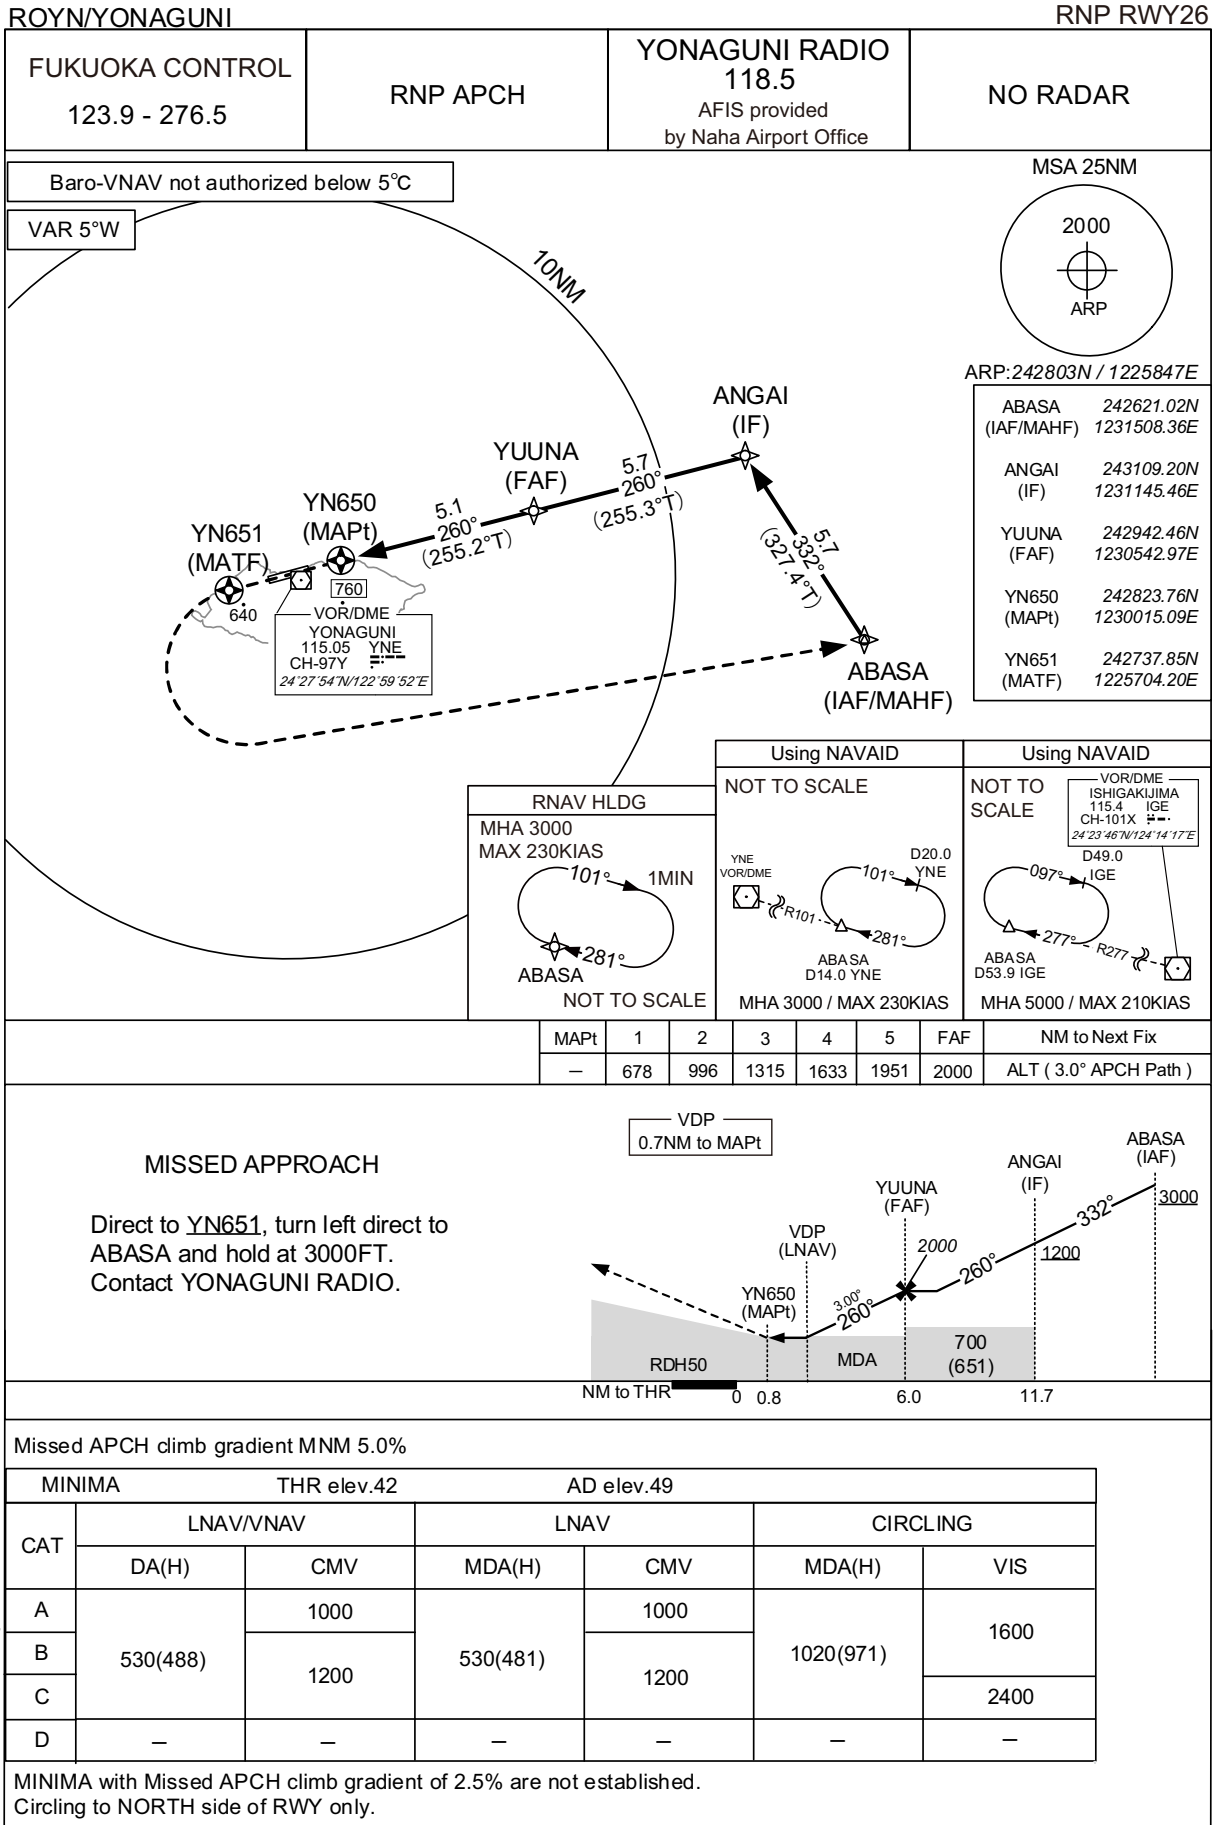 ROYN/YONAGUNI
RNP RWY26
FUKUOKA CONTROL
123.9 - 276.5
RNP APCH
YONAGUNI RADIO
118.5
AFIS provided
by Naha Airport Office
NO RADAR
Baro-VNAV not authorized below 5°C
VAR 5°W
MSA 25NM
2000
ARP
ARP:242803N / 1225847E
ABASA 242621.02N
(IAF/MAHF) 1231508.36E
ANGAI 243109.20N
(IF) 1231145.46E
YUUNA 242942.46N
(FAF) 1230542.97E
YN650 242823.76N
(MAPt) 1230015.09E
YN651 242737.85N
(MATF) 1225704.20E
10NM
ANGAI
(IF)
YUUNA
(FAF)
5.7
260°
(255.3°T)
YN650
(MAPt)
5.1
260°
(255.2°T)
YN651
(MATF)
5.7
332°
(327.4°T)
760
640
VOR/DME
YONAGUNI
115.05 YNE
CH-97Y
24°27'54"N/122°59'52"E
ABASA
(IAF/MAHF)
RNAV HLDG
MHA 3000
MAX 230KIAS
101°
1MIN
281°
ABASA
NOT TO SCALE
Using NAVAID
NOT TO SCALE
YNE
VOR/DME
D20.0
YNE
101°
R101
281°
ABASA
D14.0 YNE
MHA 3000 / MAX 230KIAS
Using NAVAID
NOT TO
SCALE
VOR/DME
ISHIGAKIJIMA
115.4 IGE
CH-101X
24°23'46"N/124°14'17"E
D49.0
IGE
097°
277°
R277
ABASA
D53.9 IGE
MHA 5000 / MAX 210KIAS
MAPt 1 2 3 4 5 FAF NM to Next Fix
— 678 996 1315 1633 1951 2000 ALT ( 3.0° APCH Path )
MISSED APPROACH
Direct to YN651, turn left direct to
ABASA and hold at 3000FT.
Contact YONAGUNI RADIO.
VDP
0.7NM to MAPt
ABASA
(IAF)
ANGAI
(IF)
YUUNA
(FAF)
VDP
(LNAV)
YN650
(MAPt)
3000
332°
1200
260°
2000
3.00°
260°
700
(651)
MDA
RDH50
NM to THR
0 0.8 6.0 11.7
Missed APCH climb gradient MNM 5.0%
MINIMA THR elev.42 AD elev.49
CAT LNAV/VNAV LNAV CIRCLING
DA(H) CMV MDA(H) CMV MDA(H) VIS
A 1000 1000
1600
B
530(488) 530(481) 1020(971)
1200 1200
C 2400
D — — — — — —
MINIMA with Missed APCH climb gradient of 2.5% are not established.
Circling to NORTH side of RWY only.